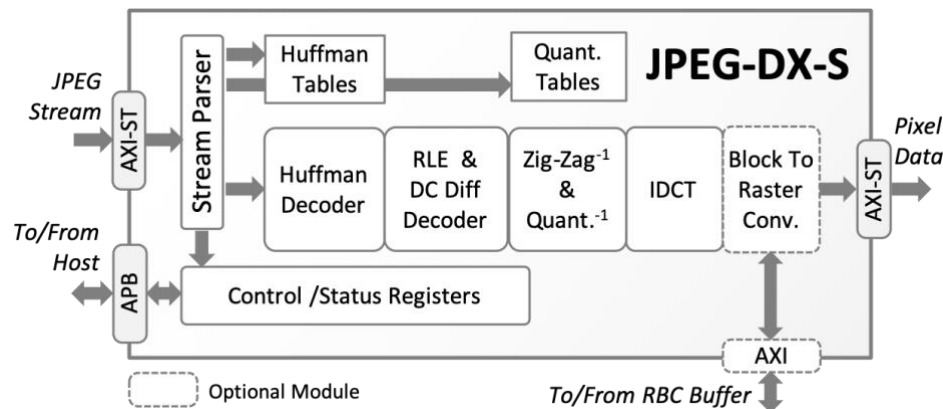 JPEG-DX-S
JPEG
Stream
AXI-ST
Stream Parser
Huffman
Tables
Quant.
Tables
Huffman
Decoder
RLE &
DC Diff
Decoder
Zig-Zag⁻¹
&
Quant.⁻¹
IDCT
Block To
Raster
Conv.
AXI-ST
Pixel
Data
To/From
Host
APB
Control /Status Registers
AXI
Optional Module
To/From RBC Buffer